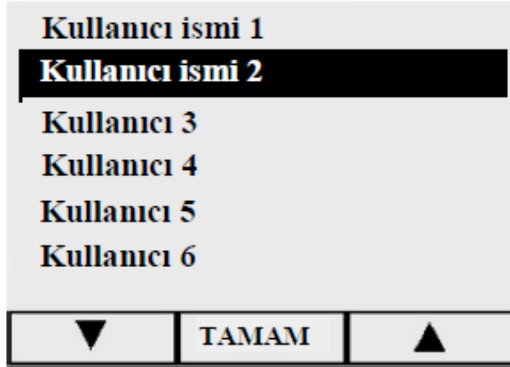 Kullanıcı ismi 1
Kullanıcı ismi 2
Kullanıcı 3
Kullanıcı 4
Kullanıcı 5
Kullanıcı 6
▼ TAMAM ▲